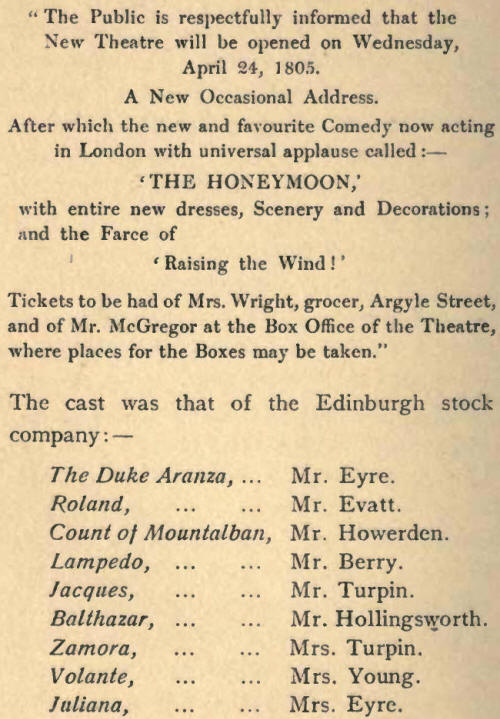 " The Public is respectfully informed that the
New Theatre will be opened on Wednesday,
April 24, 1805.
A New Occasional Address.
After which the new and favourite Comedy now acting
in London with universal applause called :—
‘THE HONEYMOON,’
with entire new dresses, Scenery and Decorations ;
and the Farce of
‘ Raising the Wind ! ’
Tickets to be had of Mrs. Wright, grocer, Argyle Street,
and of Mr. McGregor at the Box Office of the Theatre,
where places for the Boxes may be taken."
The cast was that of the Edinburgh stock
company :—
The Duke Aranza, ... Mr. Eyre.
Roland, ... ... Mr. Evatt.
Count of Mountalban, Mr. Howerden.
Lampedo, ... ... Mr. Berry.
Jacques, ... ... Mr. Turpin.
Balthazar, ... ... Mr. Hollingsworth.
Zamora, ... ... Mrs. Turpin.
Volante, ... ... Mrs. Young.
Juliana, ... ... Mrs. Eyre.